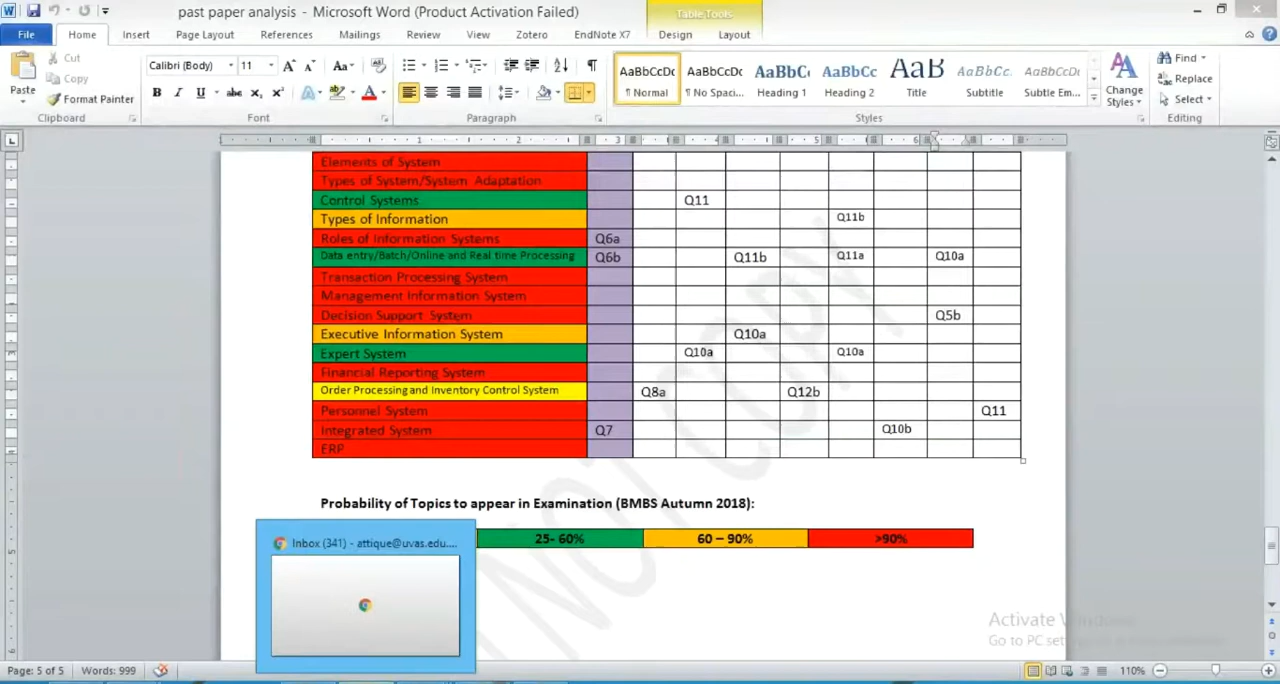 past paper analysis - Microsoft Word (Product Activation Failed)
Table Tools
File Home Insert Page Layout References Mailings Review View Zotero EndNote X7 Design Layout
Cut
Copy
Format Painter
Paste
Clipboard
Calibri (Body) 11
Font
Paragraph
AaBbCcDc AaBbCcDc AaBbC AaBbCc AaB AaBbCcL AaBbCcDc
¶ Normal ¶ No Spaci... Heading 1 Heading 2 Title Subtitle Subtle Em...
Styles
Change Styles
Find
Replace
Select
Editing
Elements of System
Types of System/System Adaptation
Control Systems Q11
Types of Information Q11b
Roles of Information Systems Q6a
Data entry/Batch/Online and Real time Processing Q6b Q11b Q11a Q10a
Transaction Processing System
Management Information System
Decision Support System Q5b
Executive Information System Q10a
Expert System Q10a Q10a
Financial Reporting System
Order Processing and Inventory Control System Q8a Q12b
Personnel System Q11
Integrated System Q7 Q10b
ERP
NOT COPY
Probability of Topics to appear in Examination (BMBS Autumn 2018):
25- 60% 60 – 90% >90%
Inbox (341) - attique@uvas.edu....
Activate Windows
Go to PC
Page: 5 of 5 Words: 999 110%